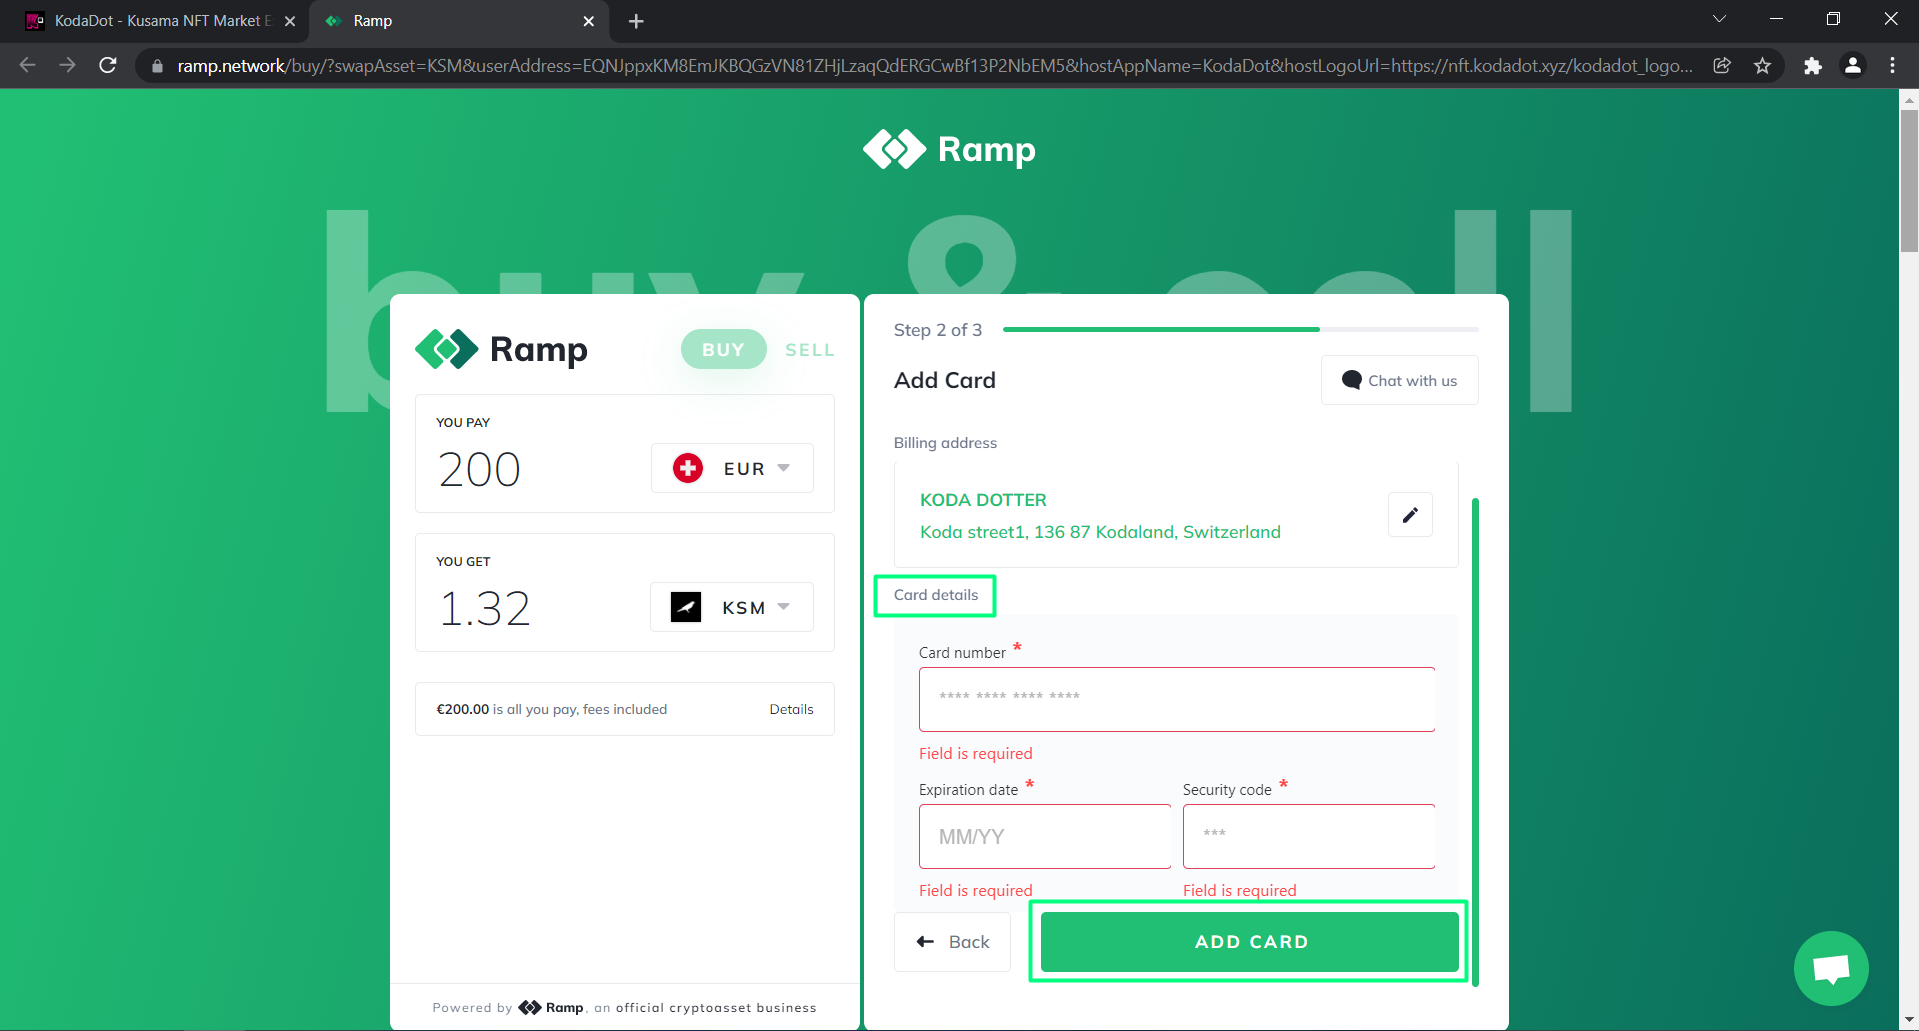 KodaDot - Kusama NFT Market E
Ramp
ramp.network/buy/?swapAsset=KSM&userAddress=EQNJppxKM8EmJKBQGzVN81ZHjLzaqQdERGCwBf13P2NbEM5&hostAppName=KodaDot&hostLogoUrl=https://nft.kodadot.xyz/kodadot_logo...
Ramp
buy & sell
Ramp
BUY SELL
YOU PAY
200
EUR
YOU GET
1.32
KSM
€200.00 is all you pay, fees included
Details
Powered by Ramp, an official cryptoasset business
Step 2 of 3
Add Card
Chat with us
Billing address
KODA DOTTER
Koda street1, 136 87 Kodaland, Switzerland
Card details
Card number *
**** **** **** ****
Field is required
Expiration date * Security code *
MM/YY ***
Field is required Field is required
Back
ADD CARD